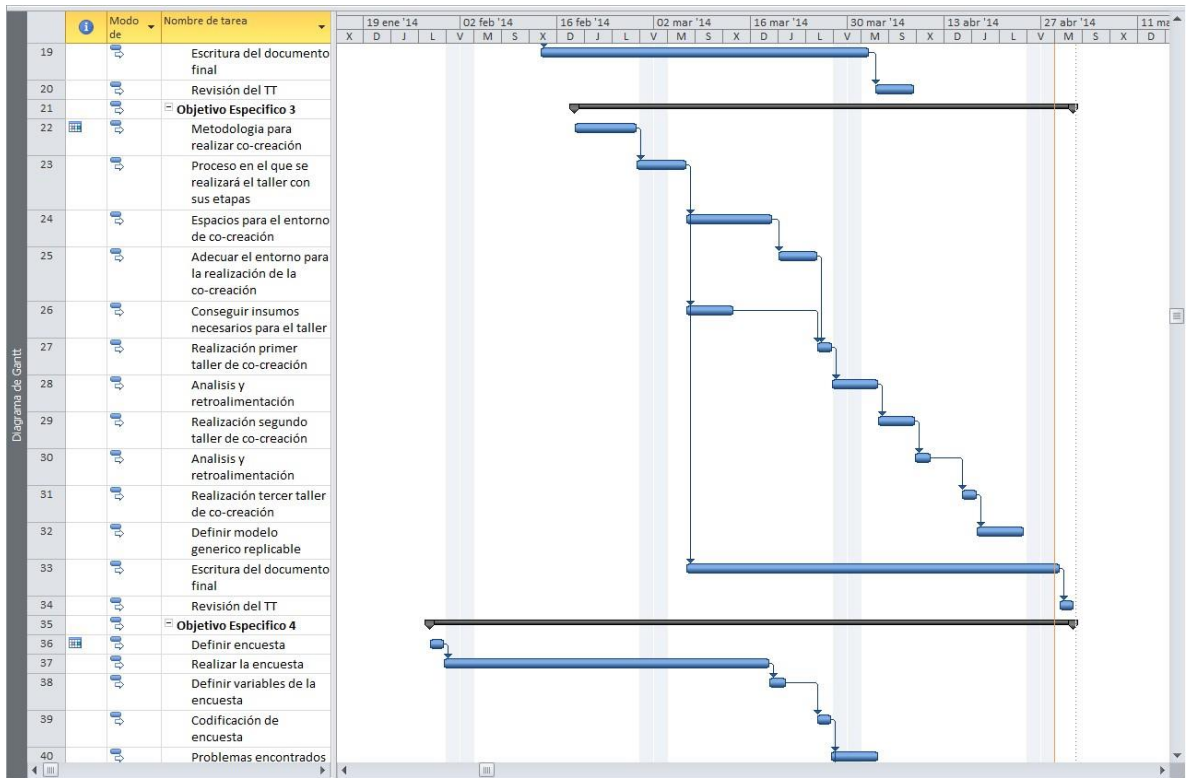 Modo de
Nombre de tarea
19 ene '14 02 feb '14 16 feb '14 02 mar '14 16 mar '14 30 mar '14 13 abr '14 27 abr '14 11 ma
X D J L V M S X D J L V M S X D J L V M S X D
19 Escritura del documento
final
20 Revisión del TT
21 Objetivo Especifico 3
22 Metodologia para
realizar co-creación
23 Proceso en el que se
realizará el taller con
sus etapas
24 Espacios para el entorno
de co-creación
25 Adecuar el entorno para
la realización de la
co-creación
26 Conseguir insumos
necesarios para el taller
27 Realización primer
taller de co-creación
28 Analisis y
retroalimentación
29 Realización segundo
taller de co-creación
30 Analisis y
retroalimentación
31 Realización tercer taller
de co-creación
32 Definir modelo
generico replicable
33 Escritura del documento
final
34 Revisión del TT
35 Objetivo Especifico 4
36 Definir encuesta
37 Realizar la encuesta
38 Definir variables de la
encuesta
39 Codificación de
encuesta
40 Problemas encontrados
Diagrama de Gantt